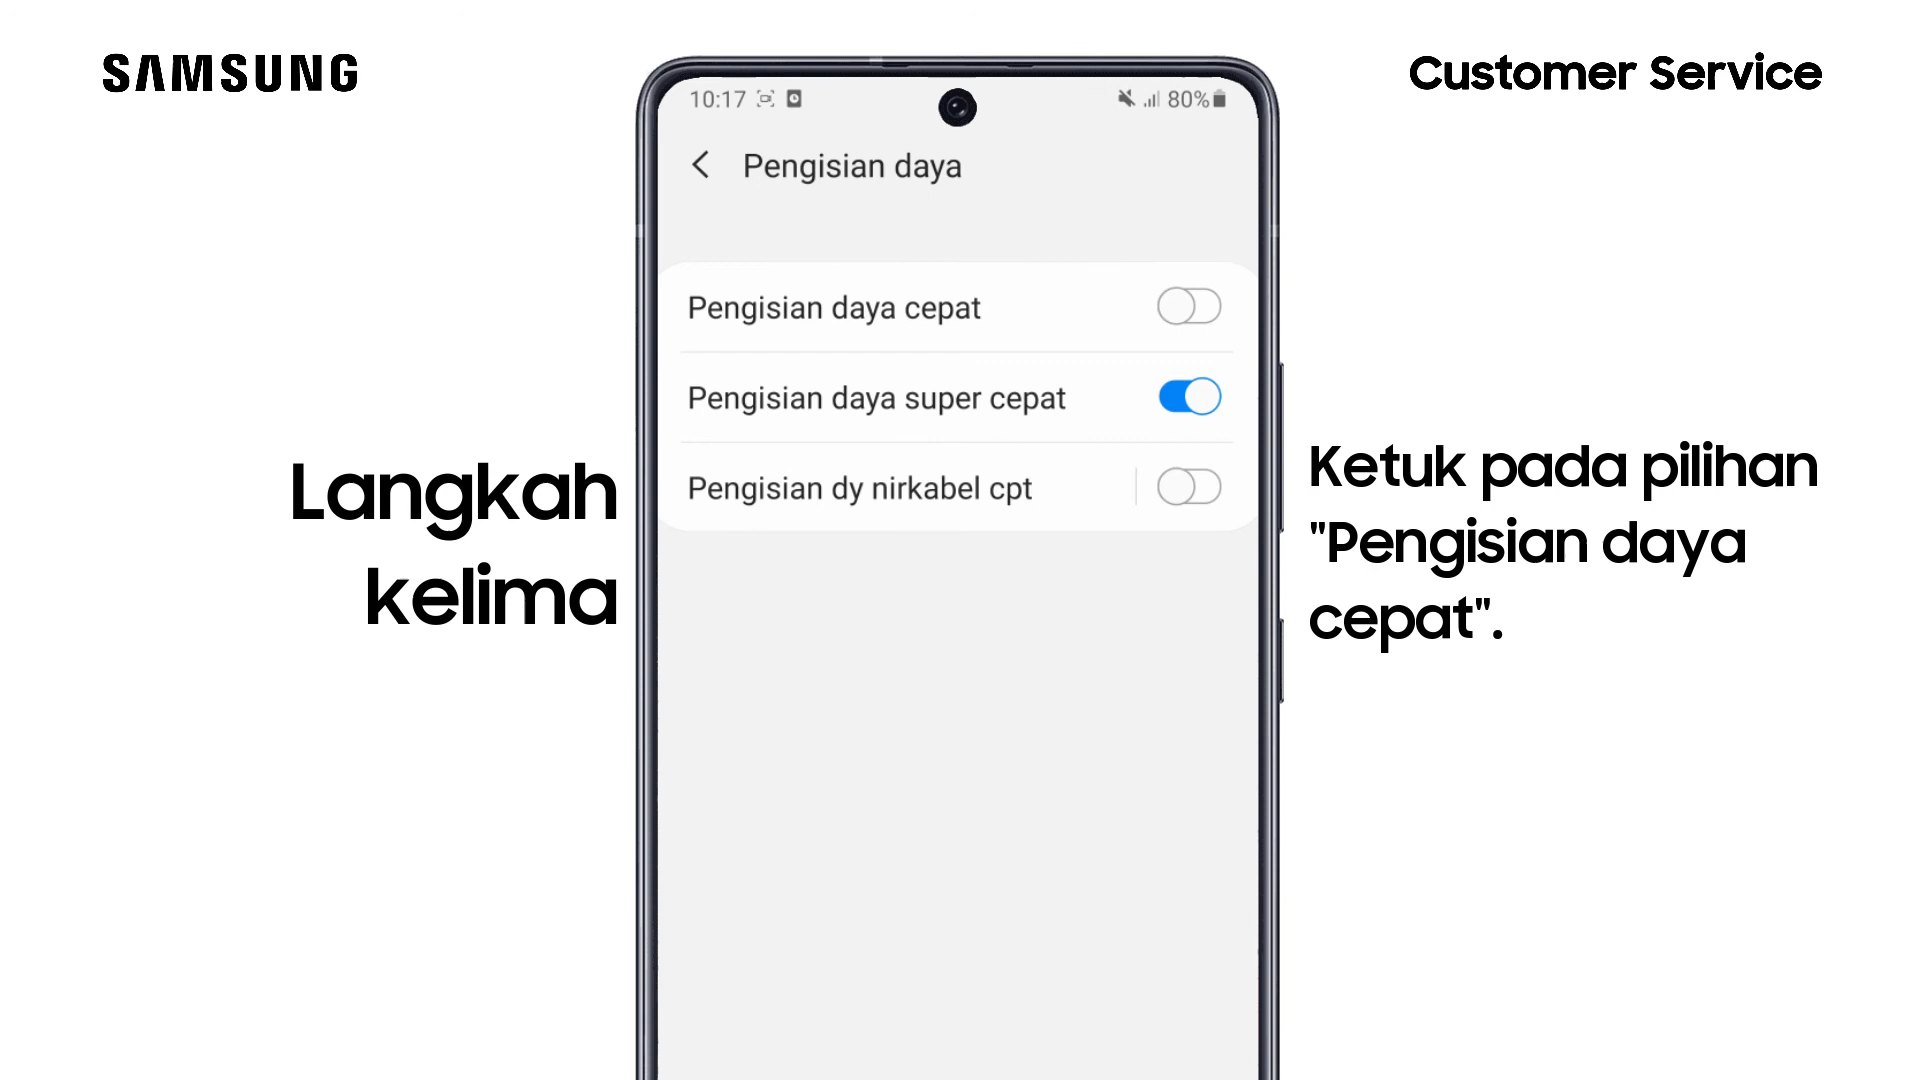 SAMSUNG
Customer Service
10:17
80%
Pengisian daya
Pengisian daya cepat
Pengisian daya super cepat
Pengisian dy nirkabel cpt
Langkah
kelima
Ketuk pada pilihan
"Pengisian daya
cepat".